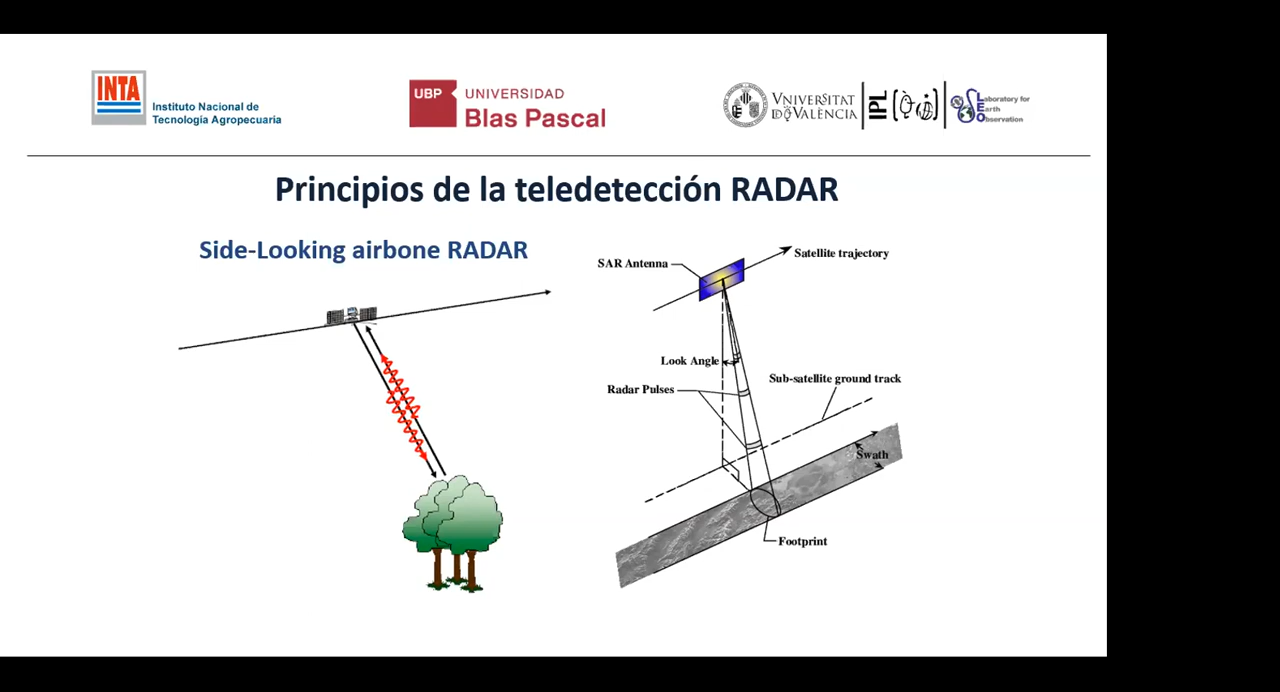 INTA
Instituto Nacional de
Tecnología Agropecuaria
UBP
UNIVERSIDAD
Blas Pascal
VNIVERSITAT
D VALÈNCIA
IPL
Laboratory for
Earth
Observation
LEO
Principios de la teledetección RADAR
Side-Looking airbone RADAR
SAR Antenna
Satellite trajectory
Look Angle
Radar Pulses
Sub-satellite ground track
Swath
Footprint